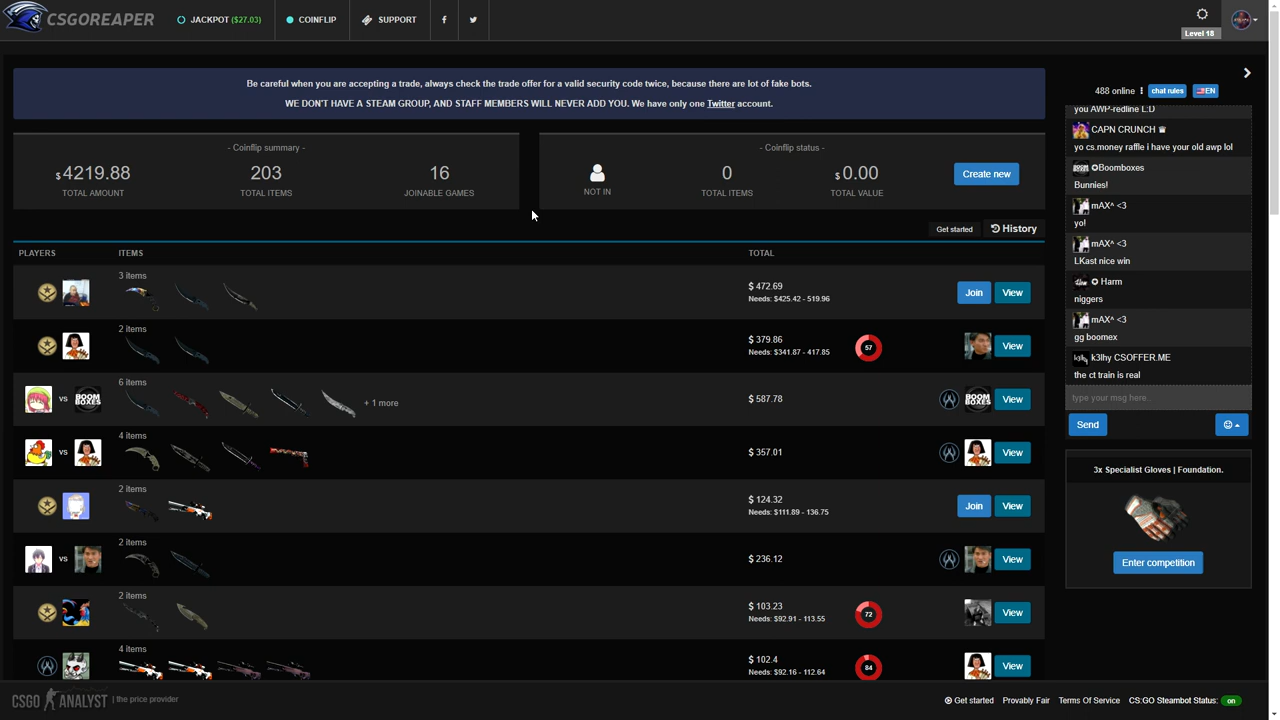 CSGOREAPER
JACKPOT ($27.03)
COINFLIP
SUPPORT
Level 18
Be careful when you are accepting a trade, always check the trade offer for a valid security code twice, because there are lot of fake bots.
WE DON'T HAVE A STEAM GROUP, AND STAFF MEMBERS WILL NEVER ADD YOU. We have only one Twitter account.
- Coinflip summary -
$4219.88 203 16
TOTAL AMOUNT TOTAL ITEMS JOINABLE GAMES
- Coinflip status -
0 $0.00 Create new
NOT IN TOTAL ITEMS TOTAL VALUE
Get started History
PLAYERS ITEMS TOTAL
3 items
$ 472.69
Needs: $425.42 - 519.96
Join View
2 items
$ 379.86
Needs: $341.87 - 417.85
57
View
6 items
vs BOOM BOXES
+ 1 more
$ 587.78
BOOM BOXES
View
4 items
vs
$ 357.01
View
2 items
$ 124.32
Needs: $111.89 - 136.75
Join View
2 items
vs
$ 236.12
View
2 items
$ 103.23
Needs: $92.91 - 113.55
72
View
4 items
$ 102.4
Needs: $92.16 - 112.64
84
View
488 online chat rules EN
you AWP-redline L:D
CAPN CRUNCH
yo cs.money raffle i have your old awp lol
✪Boomboxes
Bunnies!
mAX^ <3
yo!
mAX^ <3
LKast nice win
✪ Harm
niggers
mAX^ <3
gg boomex
k3lhy CSOFFER.ME
the ct train is real
type your msg here..
Send
3x Specialist Gloves | Foundation.
Enter competition
CSGO ANALYST | the price provider
Get started Provably Fair Terms Of Service CS:GO Steambot Status: on